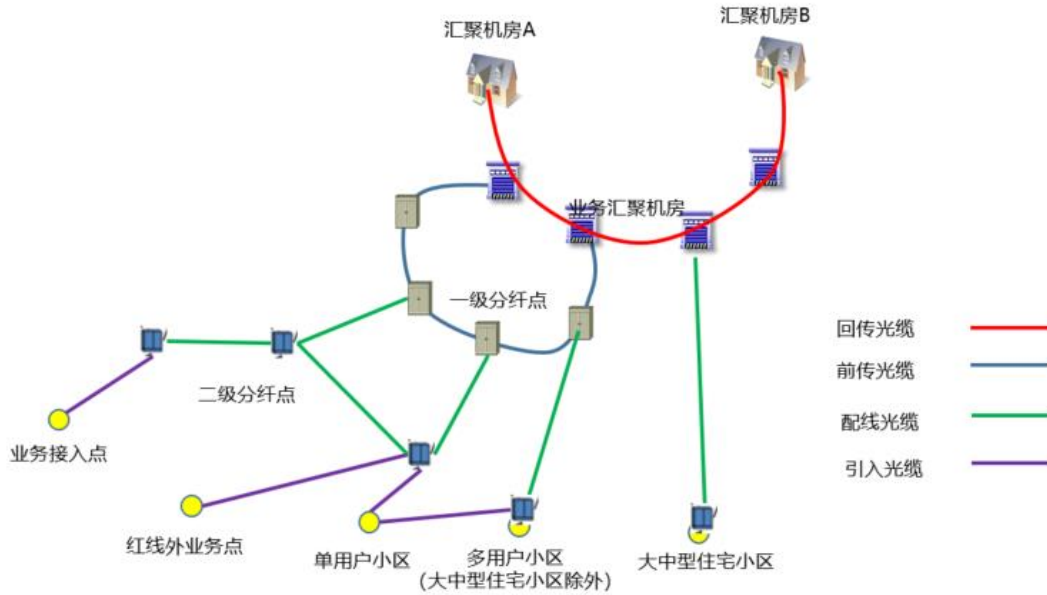 汇聚机房A
汇聚机房B
业务汇聚机房
一级分纤点
二级分纤点
业务接入点
红线外业务点
单用户小区
多用户小区
(大中型住宅小区除外)
大中型住宅小区
回传光缆
前传光缆
配线光缆
引入光缆